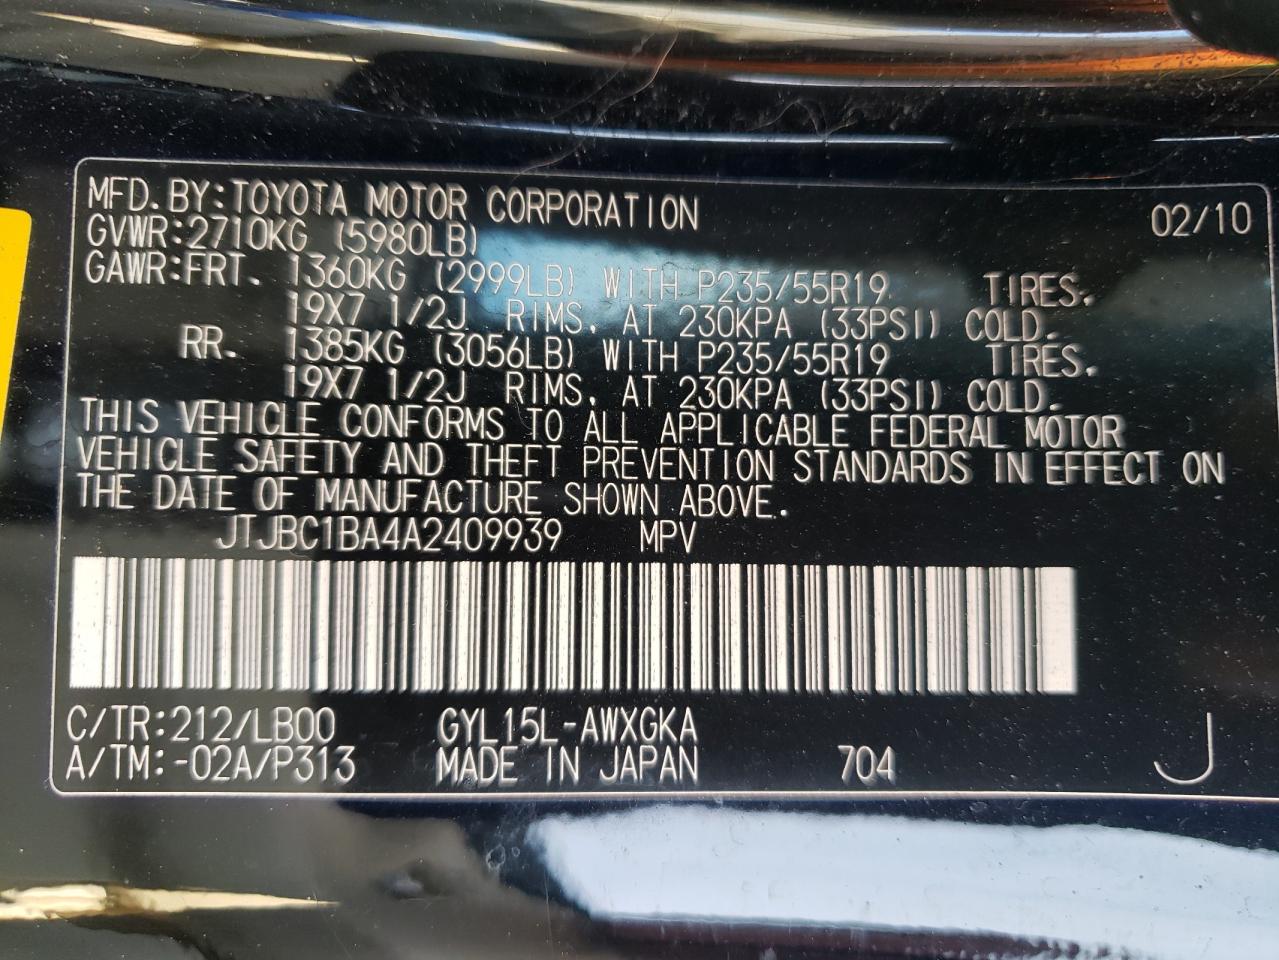 MFD. BY: TOYOTA MOTOR CORPORATION 02/10
GVWR: 2710KG (5980LB)
GAWR: FRT. 1360KG (2999LB) WITH P235/55R19 TIRES.
19X7 1/2J RIMS, AT 230KPA (33PSI) COLD.
RR. 1385KG (3056LB) WITH P235/55R19 TIRES.
19X7 1/2J RIMS, AT 230KPA (33PSI) COLD.
THIS VEHICLE CONFORMS TO ALL APPLICABLE FEDERAL MOTOR
VEHICLE SAFETY AND THEFT PREVENTION STANDARDS IN EFFECT ON
THE DATE OF MANUFACTURE SHOWN ABOVE.
JTJBC1BA4A2409939 MPV
C/TR: 212/LB00 GYL15L-AWXGKA
A/TM: -02A/P313 MADE IN JAPAN 704 J